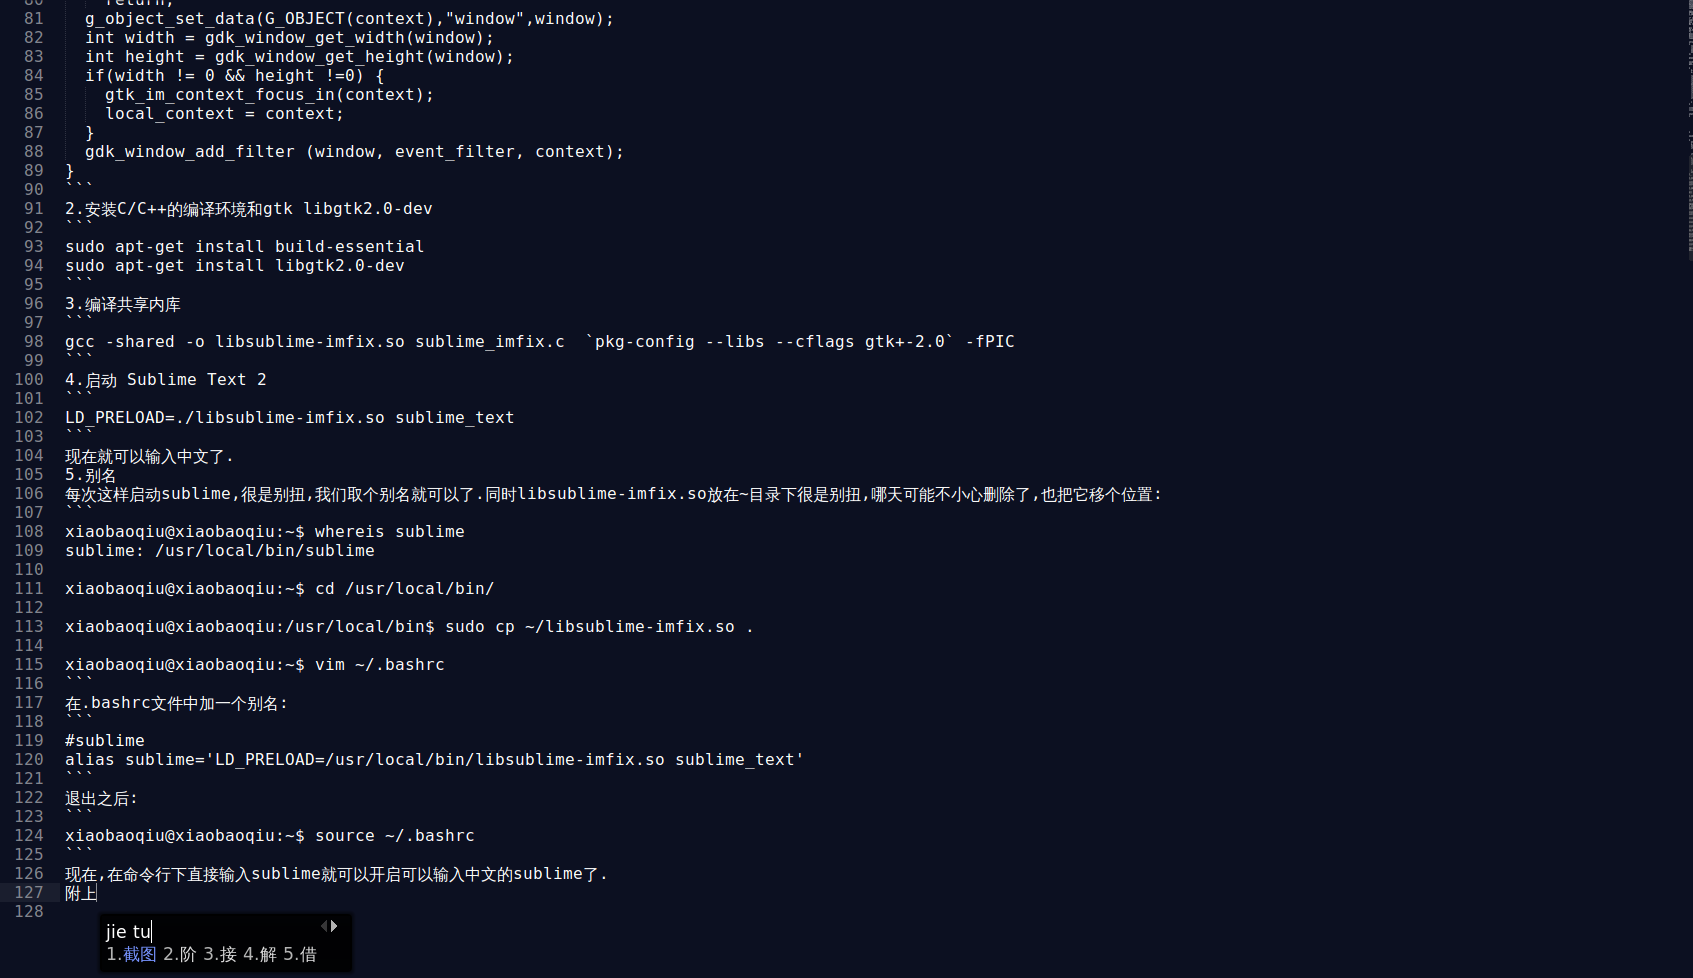 80 return;
81 g_object_set_data(G_OBJECT(context),"window",window);
82 int width = gdk_window_get_width(window);
83 int height = gdk_window_get_height(window);
84 if(width != 0 && height !=0) {
85 gtk_im_context_focus_in(context);
86 local_context = context;
87 }
88 gdk_window_add_filter (window, event_filter, context);
89 }
90 ```
91 2.安装C/C++的编译环境和gtk libgtk2.0-dev
92 ```
93 sudo apt-get install build-essential
94 sudo apt-get install libgtk2.0-dev
95 ```
96 3.编译共享内库
97 ```
98 gcc -shared -o libsublime-imfix.so sublime_imfix.c  `pkg-config --libs --cflags gtk+-2.0` -fPIC
99 ```
100 4.启动 Sublime Text 2
101 ```
102 LD_PRELOAD=./libsublime-imfix.so sublime_text
103 ```
104 现在就可以输入中文了.
105 5.别名
106 每次这样启动sublime,很是别扭,我们取个别名就可以了.同时libsublime-imfix.so放在~目录下很是别扭,哪天可能不小心删除了,也把它移个位置:
107 ```
108 xiaobaoqiu@xiaobaoqiu:~$ whereis sublime
109 sublime: /usr/local/bin/sublime
110
111 xiaobaoqiu@xiaobaoqiu:~$ cd /usr/local/bin/
112
113 xiaobaoqiu@xiaobaoqiu:/usr/local/bin$ sudo cp ~/libsublime-imfix.so .
114
115 xiaobaoqiu@xiaobaoqiu:~$ vim ~/.bashrc
116 ```
117 在.bashrc文件中加一个别名:
118 ```
119 #sublime
120 alias sublime='LD_PRELOAD=/usr/local/bin/libsublime-imfix.so sublime_text'
121 ```
122 退出之后:
123 ```
124 xiaobaoqiu@xiaobaoqiu:~$ source ~/.bashrc
125 ```
126 现在,在命令行下直接输入sublime就可以开启可以输入中文的sublime了.
127 附上
128
jie tu
1.截图 2.阶 3.接 4.解 5.借